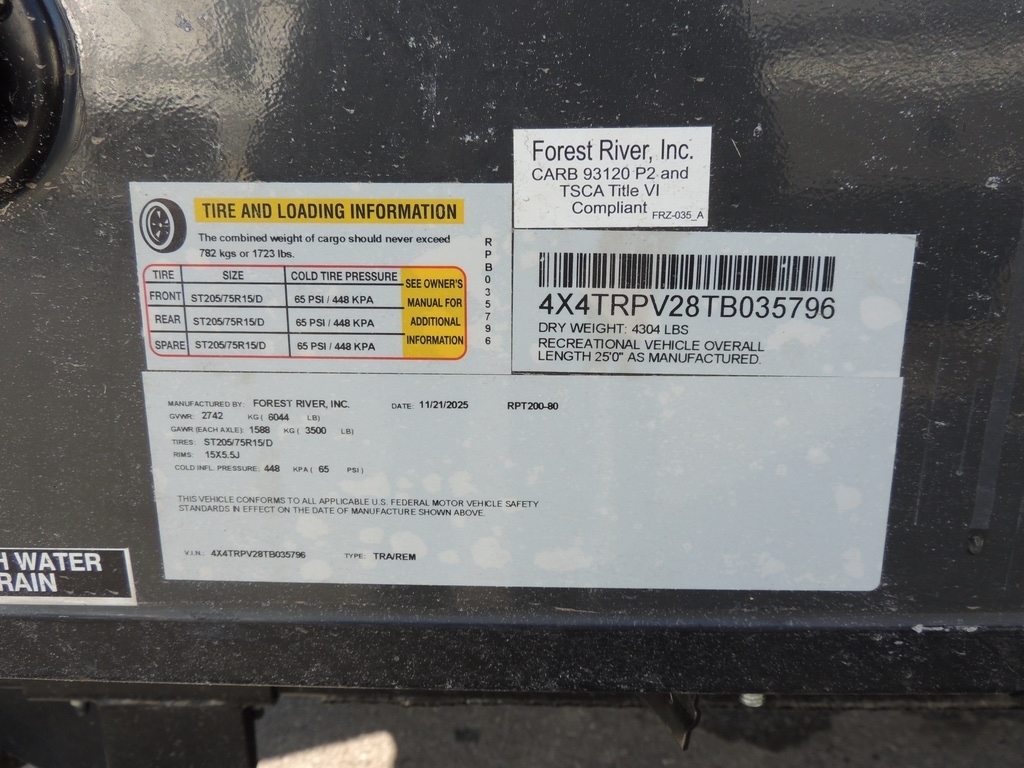 Forest River, Inc.
CARB 93120 P2 and
TSCA Title VI
Compliant FRZ-035_A
TIRE AND LOADING INFORMATION
The combined weight of cargo should never exceed
782 kgs or 1723 lbs.
TIRE SIZE COLD TIRE PRESSURE
FRONT ST205/75R15/D 65 PSI / 448 KPA
REAR ST205/75R15/D 65 PSI / 448 KPA
SPARE ST205/75R15/D 65 PSI / 448 KPA
SEE OWNER'S
MANUAL FOR
ADDITIONAL
INFORMATION
RPB035796
4X4TRPV28TB035796
DRY WEIGHT: 4304 LBS
RECREATIONAL VEHICLE OVERALL
LENGTH 25'0" AS MANUFACTURED.
MANUFACTURED BY: FOREST RIVER, INC. DATE: 11/21/2025 RPT200-80
GVWR: 2742 KG ( 6044 LB)
GAWR (EACH AXLE): 1588 KG ( 3500 LB)
TIRES: ST205/75R15/D
RIMS: 15X5.5J
COLD INFL. PRESSURE: 448 KPA ( 65 PSI )
THIS VEHICLE CONFORMS TO ALL APPLICABLE U.S. FEDERAL MOTOR VEHICLE SAFETY
STANDARDS IN EFFECT ON THE DATE OF MANUFACTURE SHOWN ABOVE.
V.I.N.: 4X4TRPV28TB035796 TYPE: TRA/REM
H WATER
RAIN